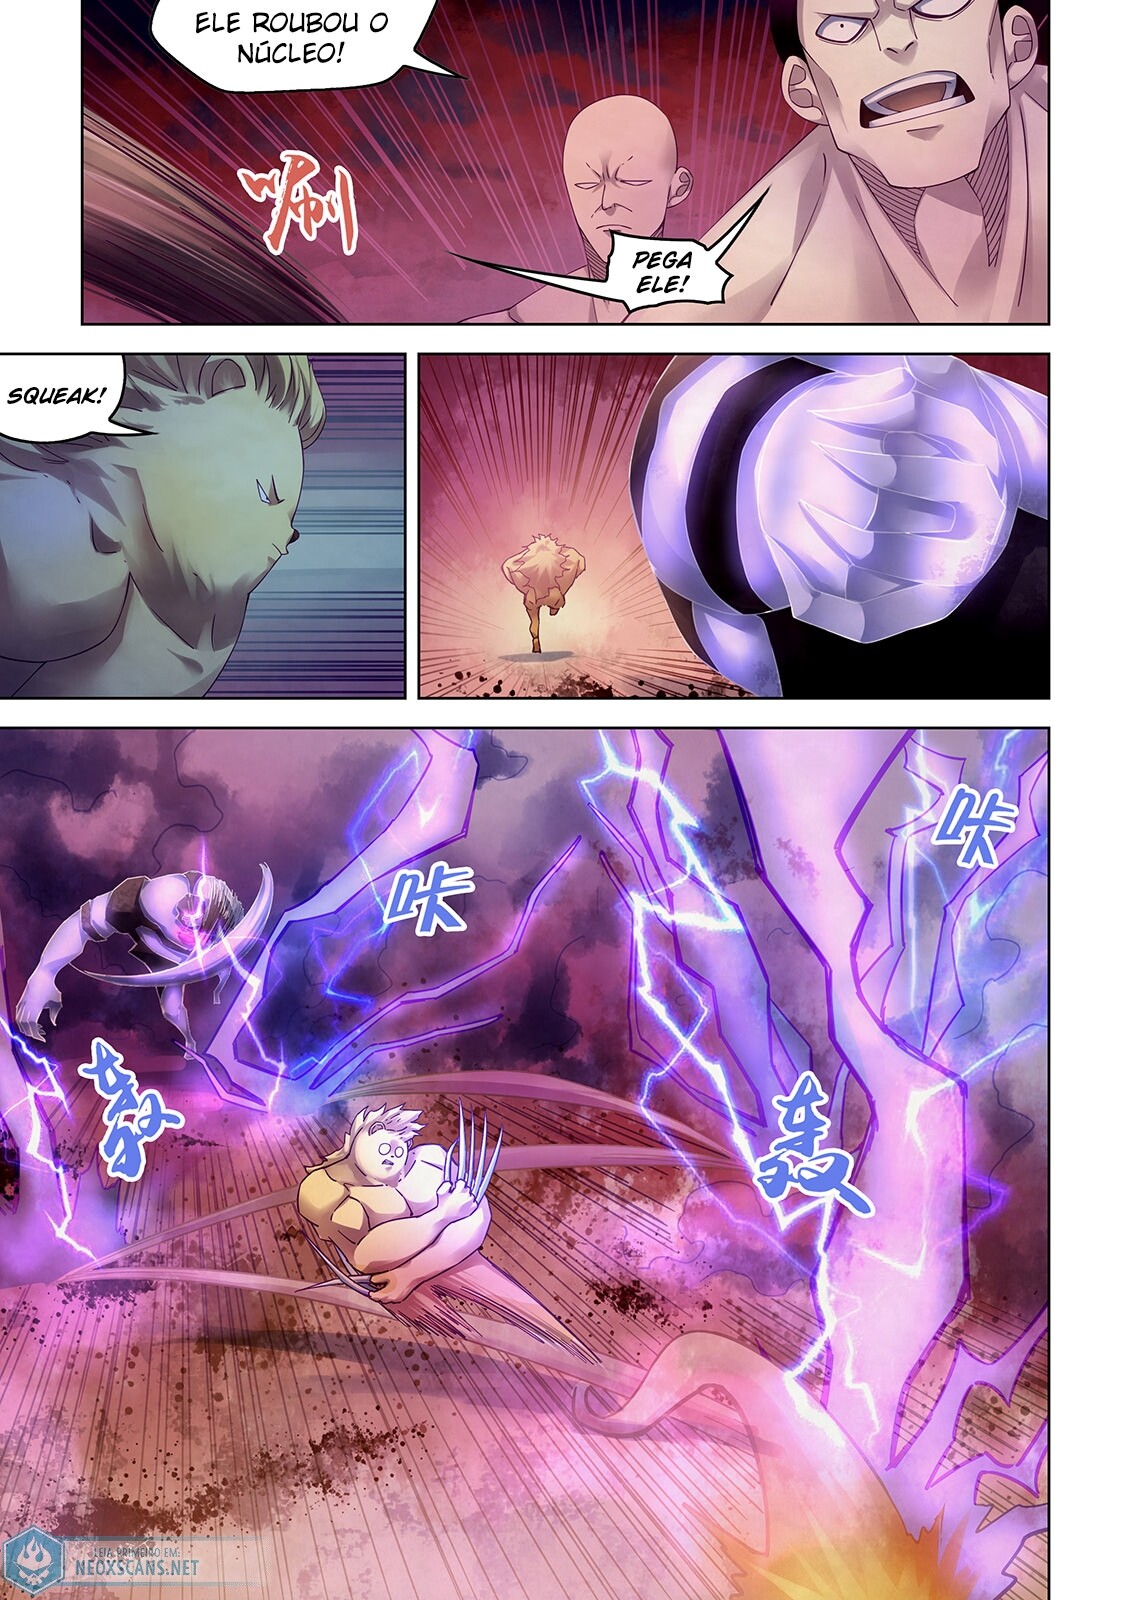 ELE ROUBOU O
NÚCLEO!
唰
PEGA
ELE!
SQUEAK!
咔
咔
轰
轰
LEIA PRIMEIRO EM:
NEOXSCANS.NET